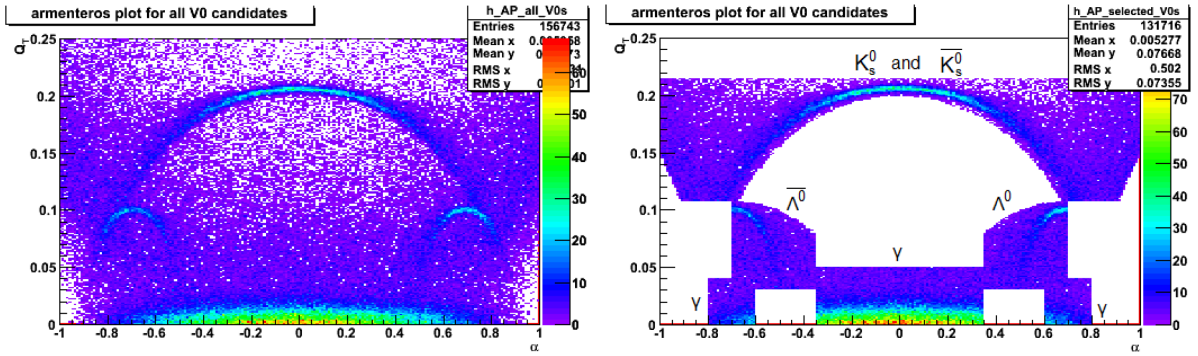 armenteros plot for all V0 candidates
h_AP_all_V0s
Entries 156743
Mean x
Mean y
RMS x
RMS y
Q_T
0.25
0.2
0.15
0.1
0.05
0
-1 -0.8 -0.6 -0.4 -0.2 0 0.2 0.4 0.6 0.8 1
α
60
50
40
30
20
10
0
armenteros plot for all V0 candidates
h_AP_selected_V0s
Entries 131716
Mean x 0.005277
Mean y 0.07668
RMS x 0.502
RMS y 0.07355
Q_T
0.25
0.2
0.15
0.1
0.05
0
K⁰ₛ and K̅⁰ₛ
Λ̅⁰ Λ⁰
γ
γ γ
-1 -0.8 -0.6 -0.4 -0.2 0 0.2 0.4 0.6 0.8 1
α
70
60
50
40
30
20
10
0